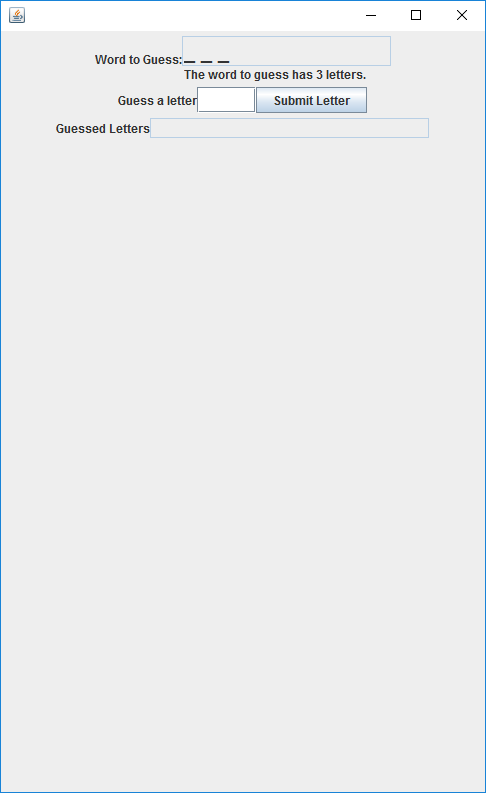 Word to Guess: _ _ _
The word to guess has 3 letters.
Guess a letter Submit Letter
Guessed Letters